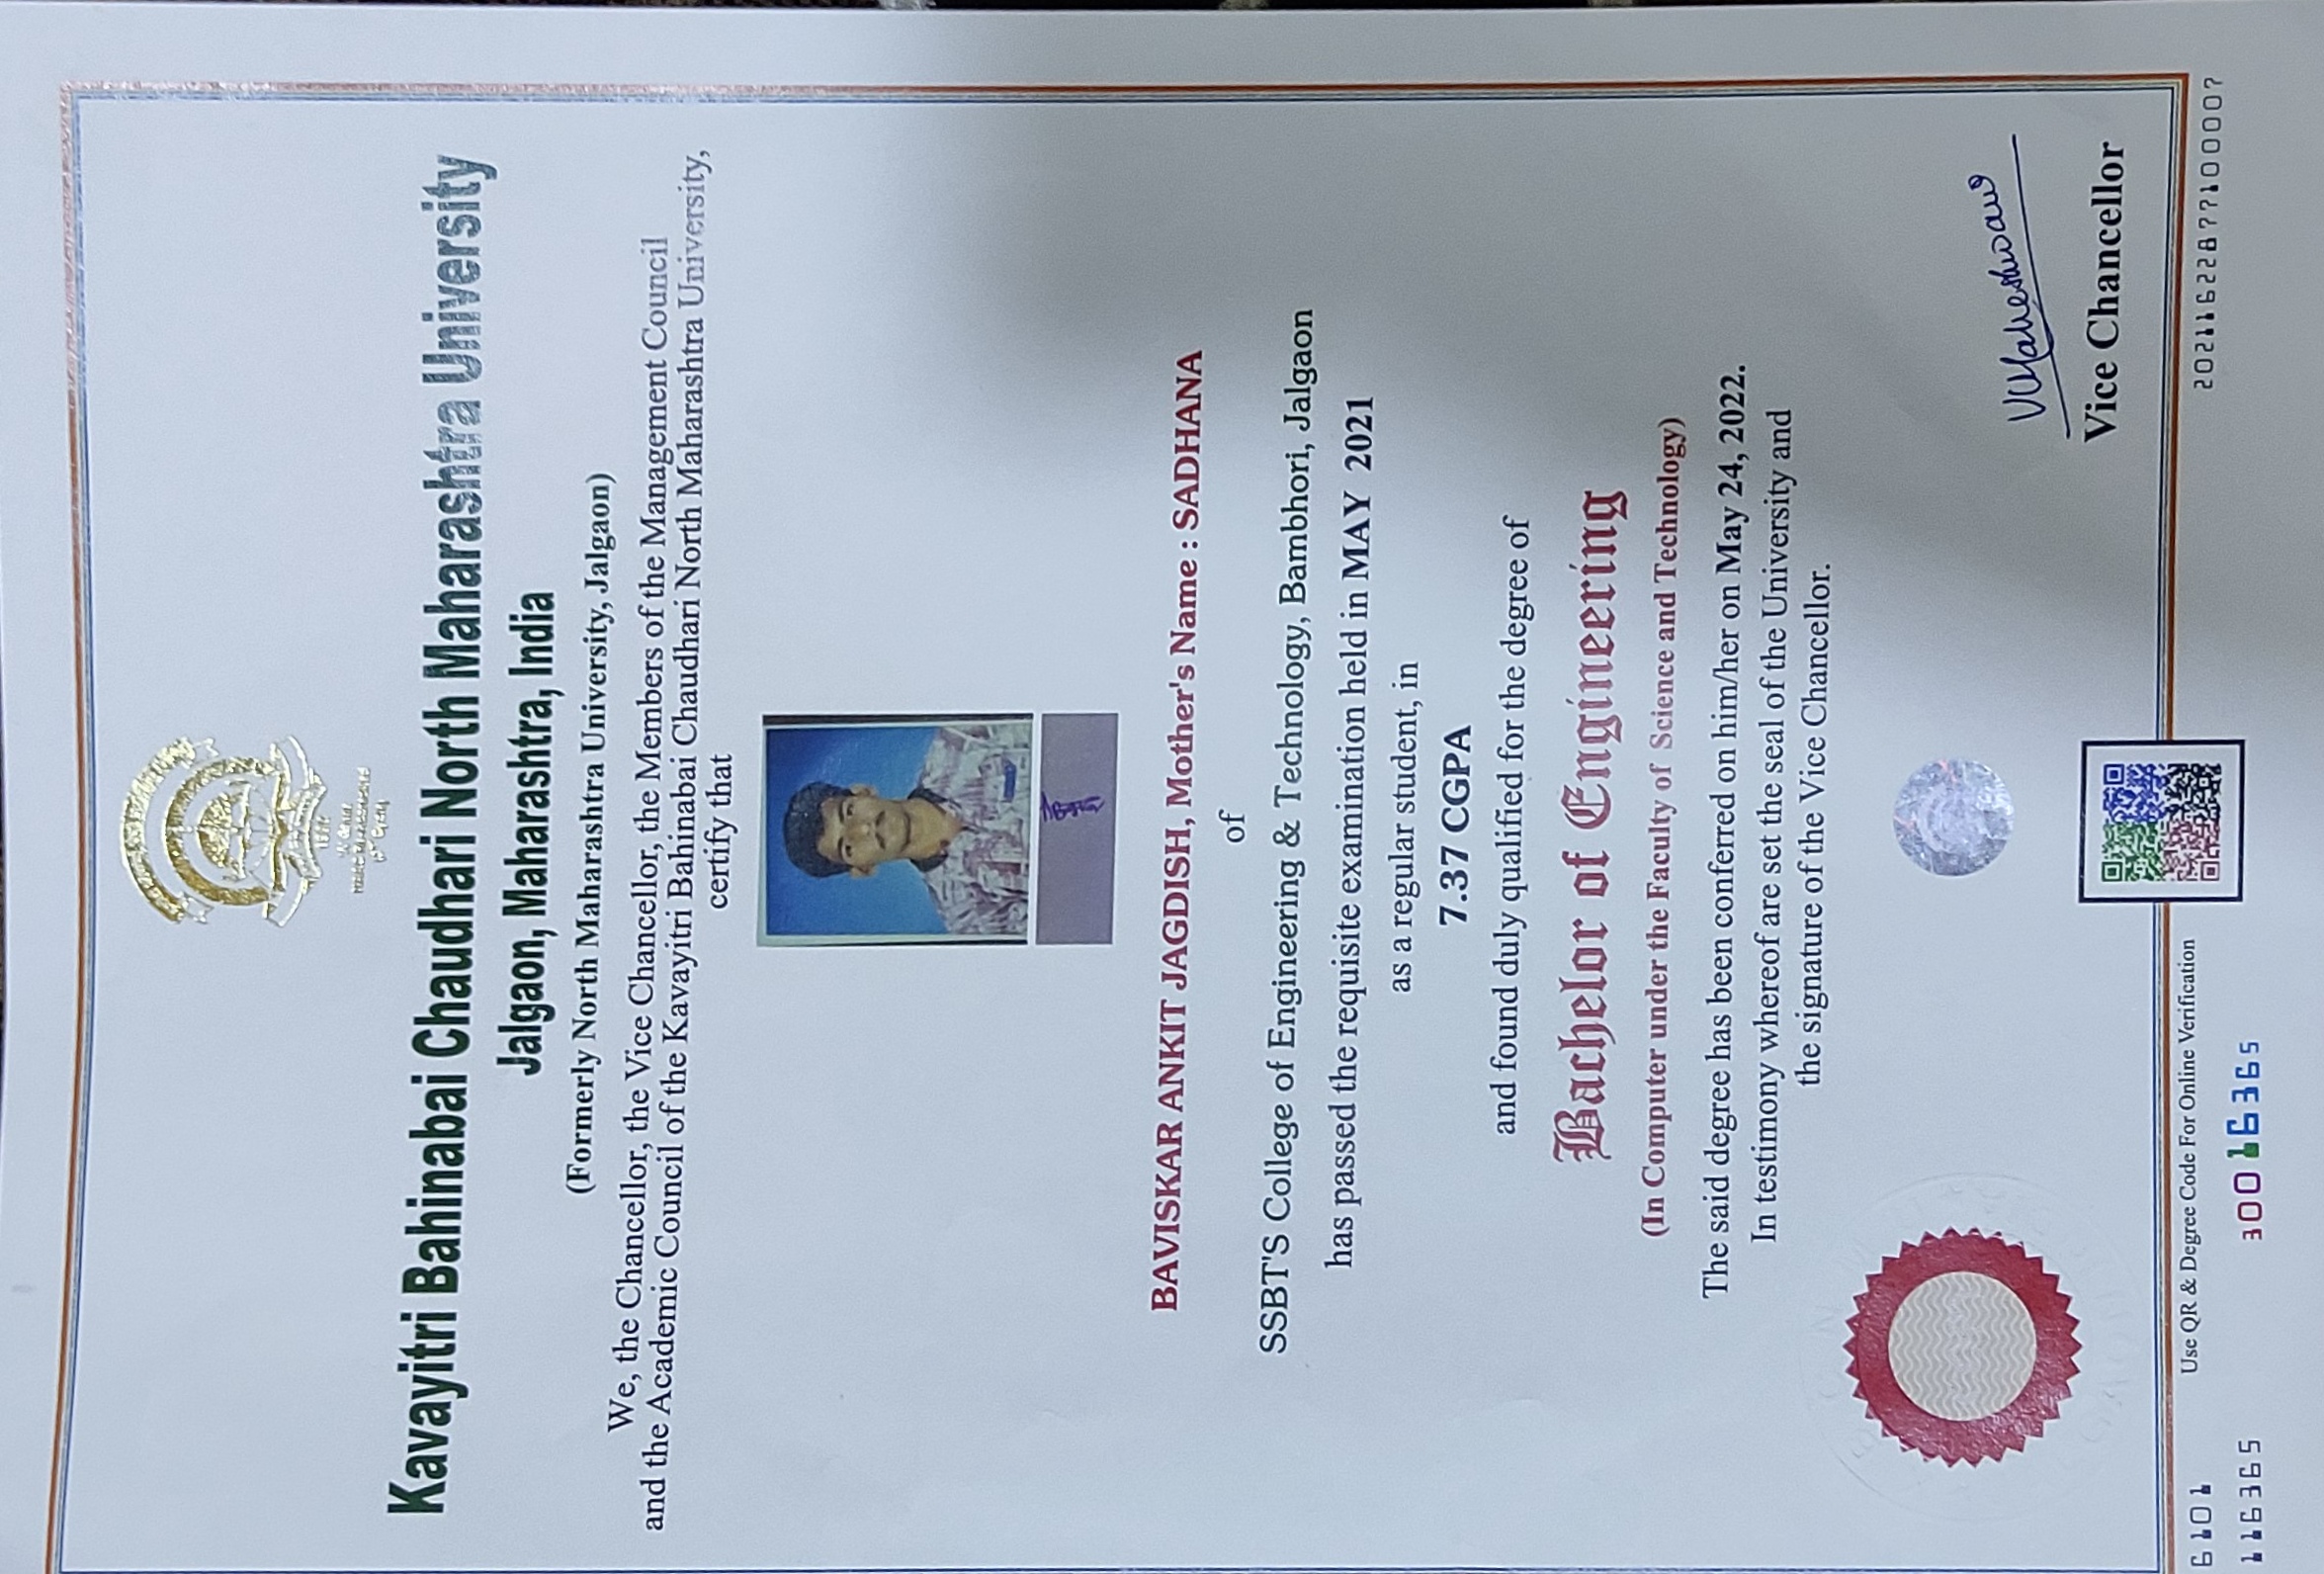 Kavayitri Bahinabai Chaudhari North Maharashtra University
Jalgaon, Maharashtra, India
(Formerly North Maharashtra University, Jalgaon)
We, the Chancellor, the Vice Chancellor, the Members of the Management Council
and the Academic Council of the Kavayitri Bahinabai Chaudhari North Maharashtra University,
certify that
BAVISKAR ANKIT JAGDISH, Mother's Name : SADHANA
of
SSBT'S College of Engineering & Technology, Bambhori, Jalgaon
has passed the requisite examination held in MAY 2021
as a regular student, in
7.37 CGPA
and found duly qualified for the degree of
Bachelor of Engineering
(In Computer under the Faculty of Science and Technology)
The said degree has been conferred on him/her on May 24, 2022.
In testimony whereof are set the seal of the University and
the signature of the Vice Chancellor.
VLMaheshwari
Vice Chancellor
Use QR & Degree Code For Online Verification
6101
116365
30016365
2021162287710000​7